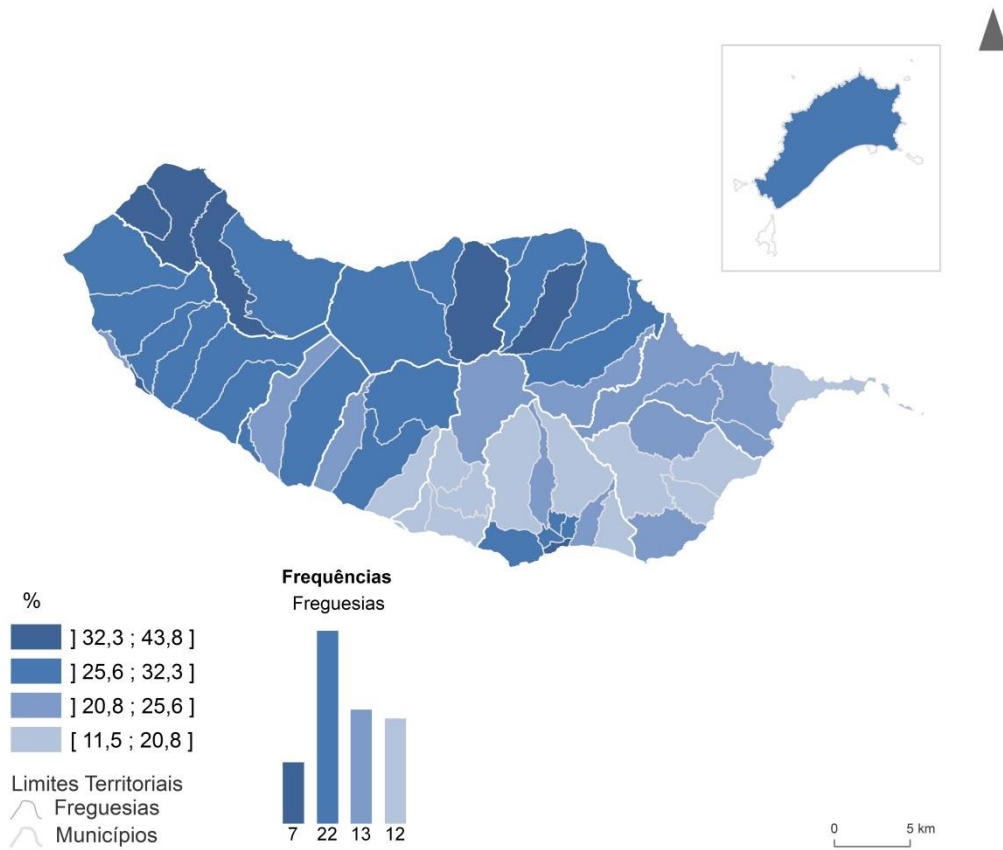 %
] 32,3 ; 43,8 ]
] 25,6 ; 32,3 ]
] 20,8 ; 25,6 ]
[ 11,5 ; 20,8 ]
Limites Territoriais
Freguesias
Municípios
Frequências
Freguesias
7 22 13 12
0 5 km